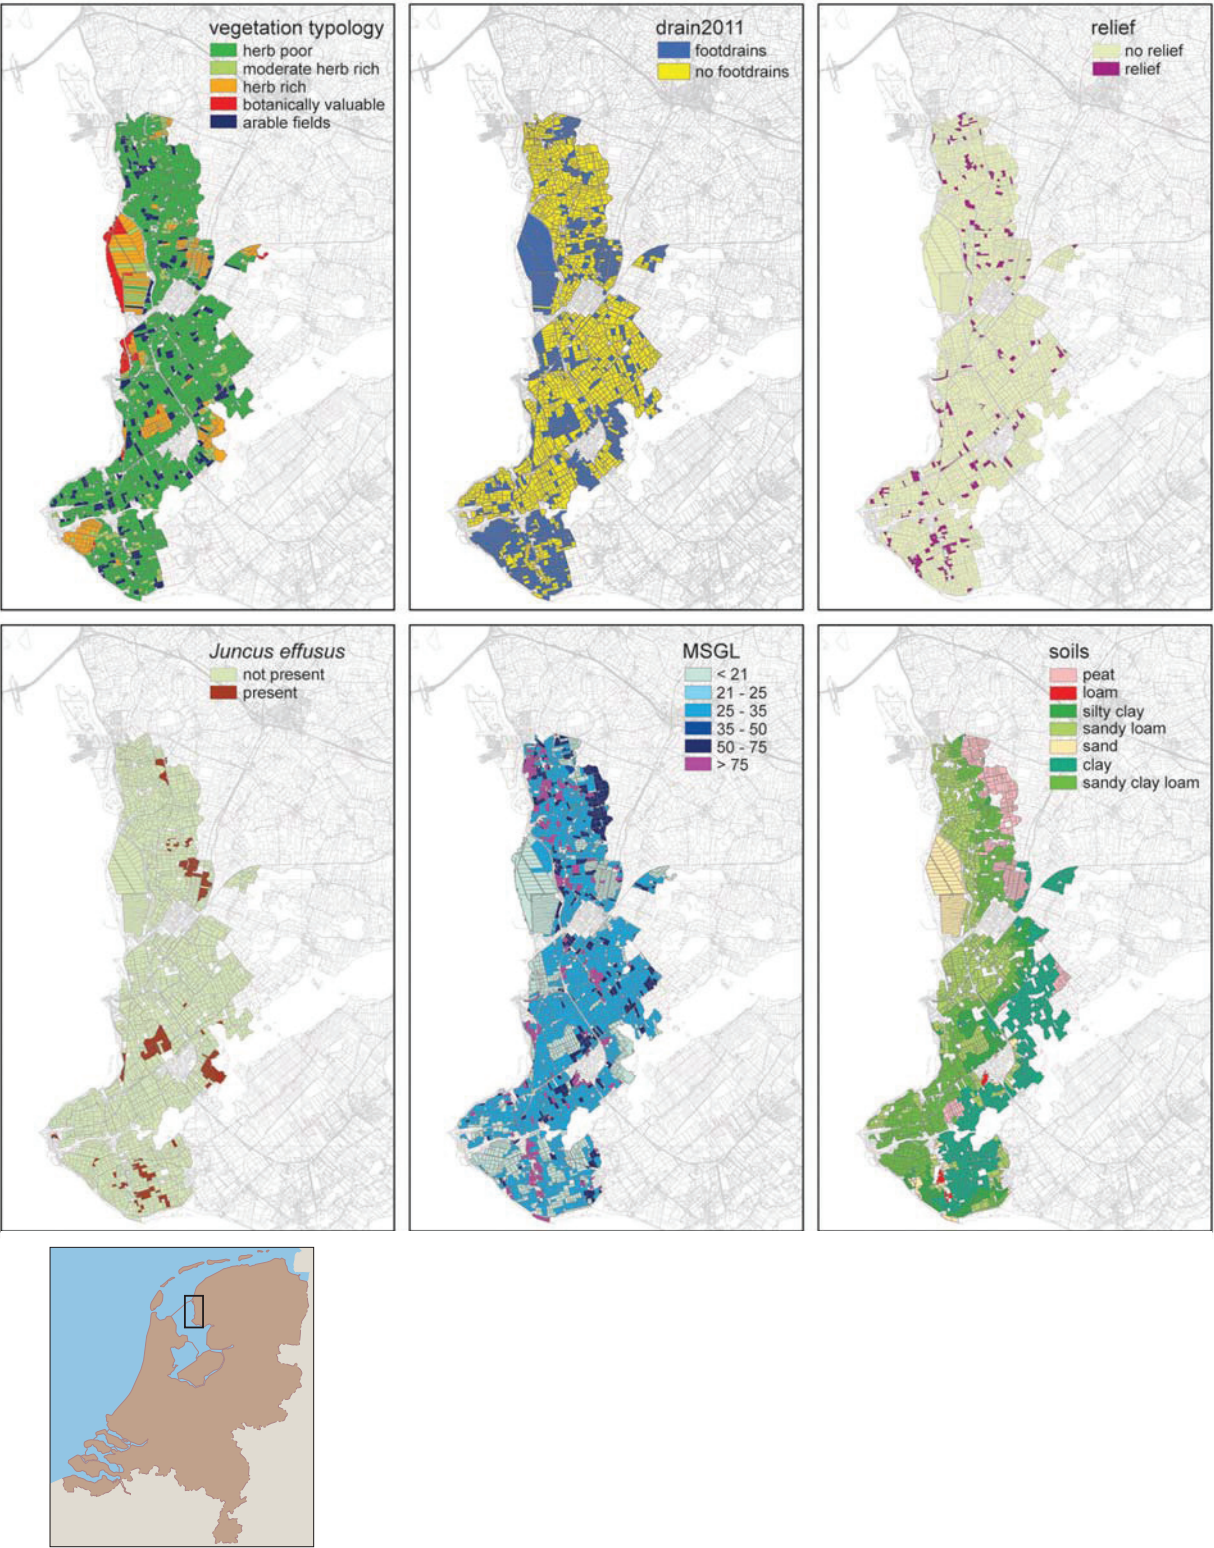 vegetation typology
herb poor
moderate herb rich
herb rich
botanically valuable
arable fields
drain2011
footdrains
no footdrains
relief
no relief
relief
Juncus effusus
not present
present
MSGL
< 21
21 - 25
25 - 35
35 - 50
50 - 75
> 75
soils
peat
loam
silty clay
sandy loam
sand
clay
sandy clay loam